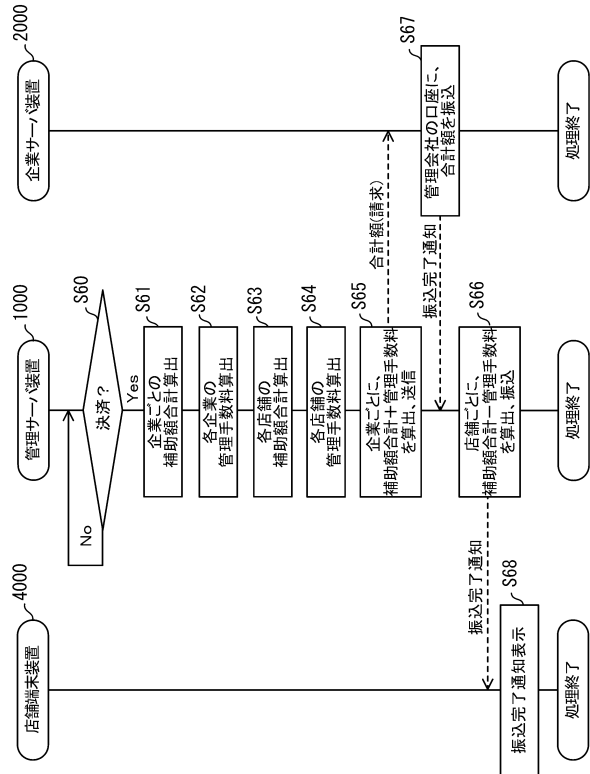 店舗端末装置
4000
管理サーバ装置
1000
企業サーバ装置
2000
決済？
S60
No
Yes
企業ごとの
補助額合計算出
S61
各企業の
管理手数料算出
S62
各店舗の
補助額合計算出
S63
各店舗の
管理手数料算出
S64
企業ごとに、
補助額合計＋管理手数料
を算出、送信
S65
合計額(請求)
管理会社の口座に、
合計額を振込
S67
振込完了通知
店舗ごとに、
補助額合計－管理手数料
を算出、振込
S66
振込完了通知
振込完了通知表示
S68
処理終了
処理終了
処理終了